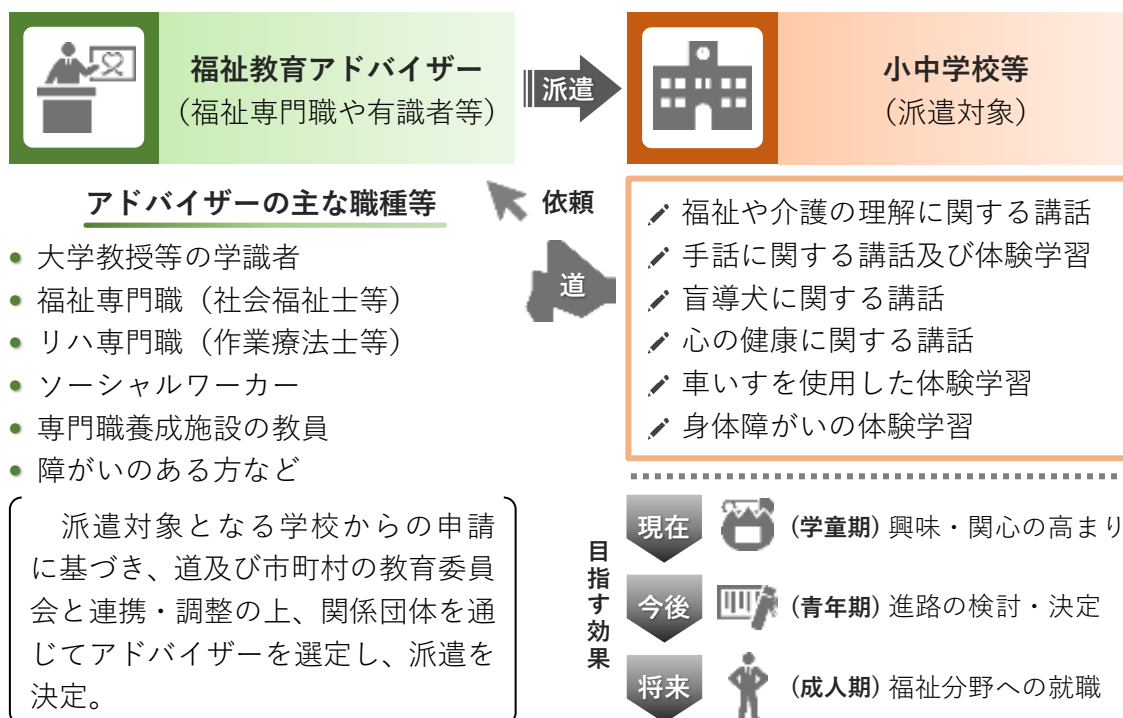 福祉教育アドバイザー
(福祉専門職や有識者等)
派遣
小中学校等
(派遣対象)
アドバイザーの主な職種等
• 大学教授等の学識者
• 福祉専門職(社会福祉士等)
• リハ専門職(作業療法士等)
• ソーシャルワーカー
• 専門職養成施設の教員
• 障がいのある方など
依頼
道
福祉や介護の理解に関する講話
手話に関する講話及び体験学習
盲導犬に関する講話
心の健康に関する講話
車いすを使用した体験学習
身体障がいの体験学習
派遣対象となる学校からの申請
に基づき、道及び市町村の教育委員
会と連携・調整の上、関係団体を通
じてアドバイザーを選定し、派遣を
決定。
目指す効果
現在 (学童期) 興味・関心の高まり
今後 (青年期) 進路の検討・決定
将来 (成人期) 福祉分野への就職